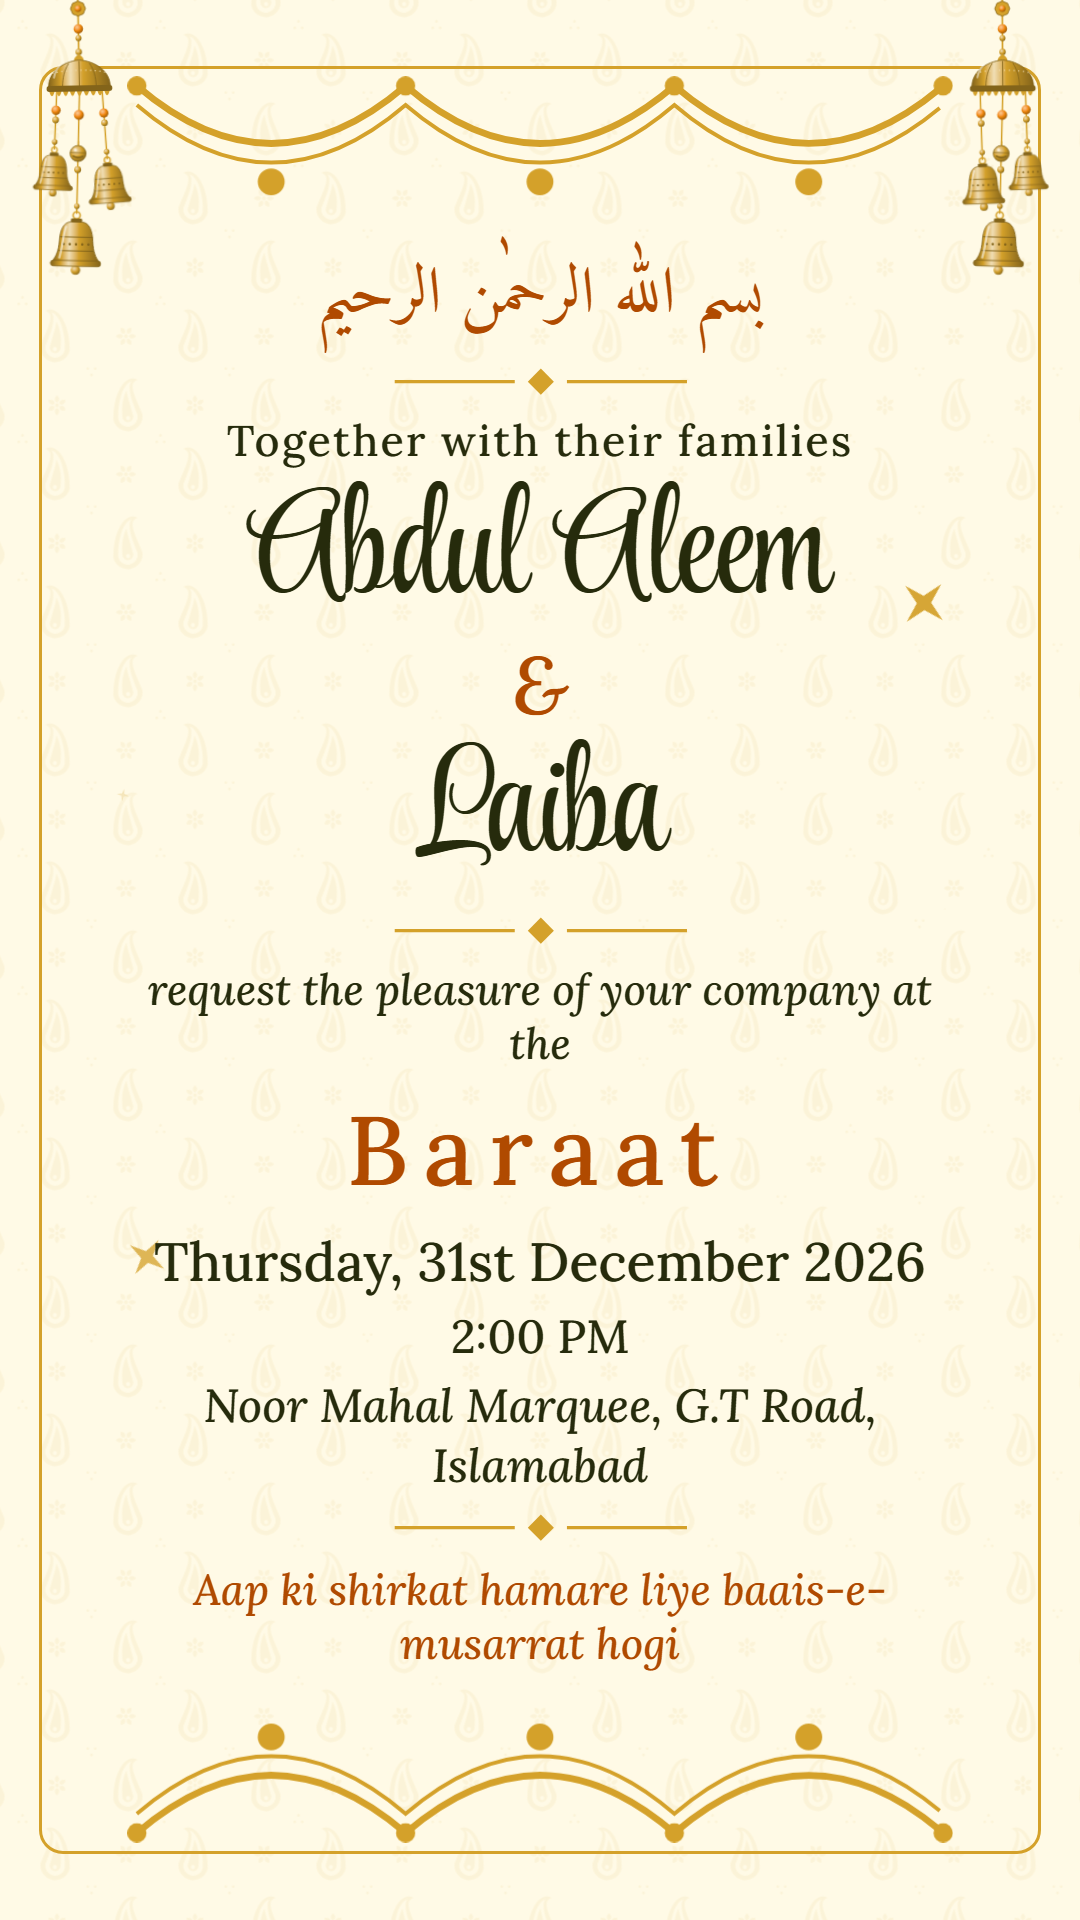 بسم الله الرحمٰن الرحيم
Together with their families
Abdul Aleem
&
Laiba
request the pleasure of your company at
the
Baraat
Thursday, 31st December 2026
2:00 PM
Noor Mahal Marquee, G.T Road,
Islamabad
Aap ki shirkat hamare liye baais-e-
musarrat hogi